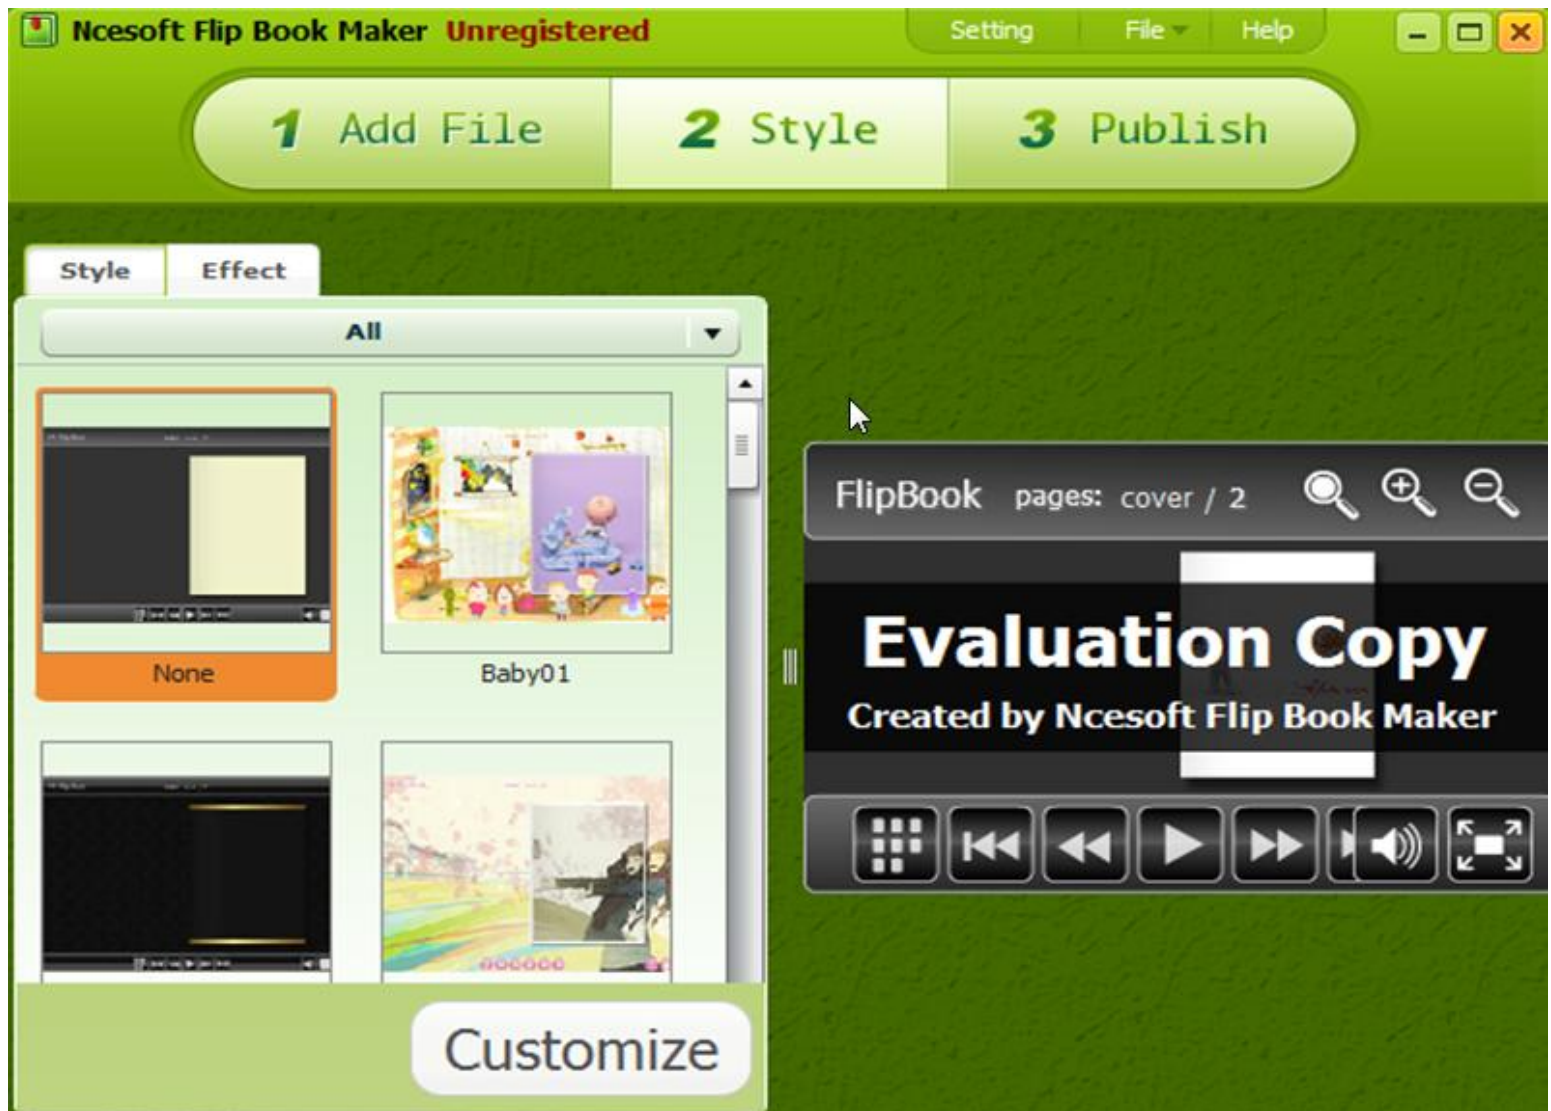 Ncesoft Flip Book Maker Unregistered
Setting File Help
1 Add File 2 Style 3 Publish
Style Effect
All
None Baby01
FlipBook pages: cover / 2
Evaluation Copy
Created by Ncesoft Flip Book Maker
Customize